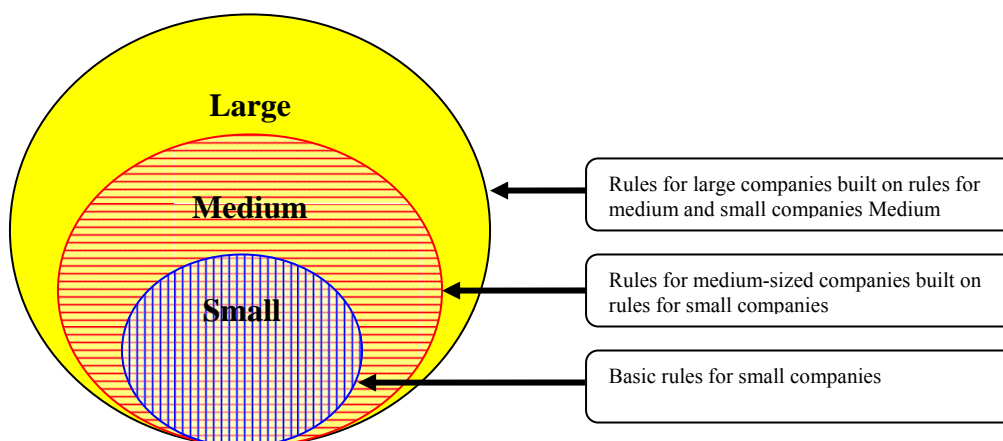 Large
Medium
Small
Rules for large companies built on rules for
medium and small companies Medium
Rules for medium-sized companies built on
rules for small companies
Basic rules for small companies